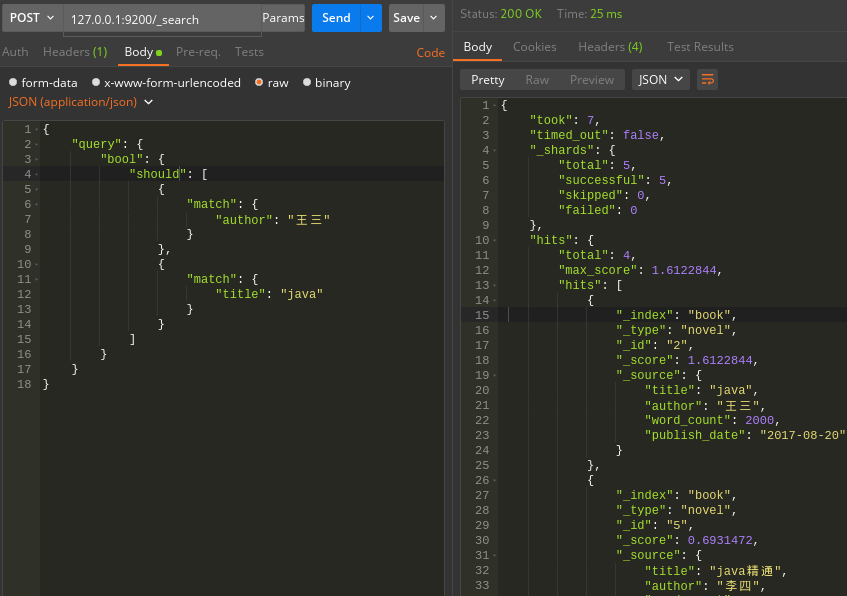 POST 127.0.0.1:9200/_search Params Send Save
Auth Headers (1) Body Pre-req. Tests Code
form-data x-www-form-urlencoded raw binary
JSON (application/json)
1 {
2 "query": {
3 "bool": {
4 "should": [
5 {
6 "match": {
7 "author": "王三"
8 }
9 },
10 {
11 "match": {
12 "title": "java"
13 }
14 }
15 ]
16 }
17 }
18 }
Status: 200 OK Time: 25 ms
Body Cookies Headers (4) Test Results
Pretty Raw Preview JSON
1 {
2 "took": 7,
3 "timed_out": false,
4 "_shards": {
5 "total": 5,
6 "successful": 5,
7 "skipped": 0,
8 "failed": 0
9 },
10 "hits": {
11 "total": 4,
12 "max_score": 1.6122844,
13 "hits": [
14 {
15 "_index": "book",
16 "_type": "novel",
17 "_id": "2",
18 "_score": 1.6122844,
19 "_source": {
20 "title": "java",
21 "author": "王三",
22 "word_count": 2000,
23 "publish_date": "2017-08-20"
24 }
25 },
26 {
27 "_index": "book",
28 "_type": "novel",
29 "_id": "5",
30 "_score": 0.6931472,
31 "_source": {
32 "title": "java精通",
33 "author": "李四",